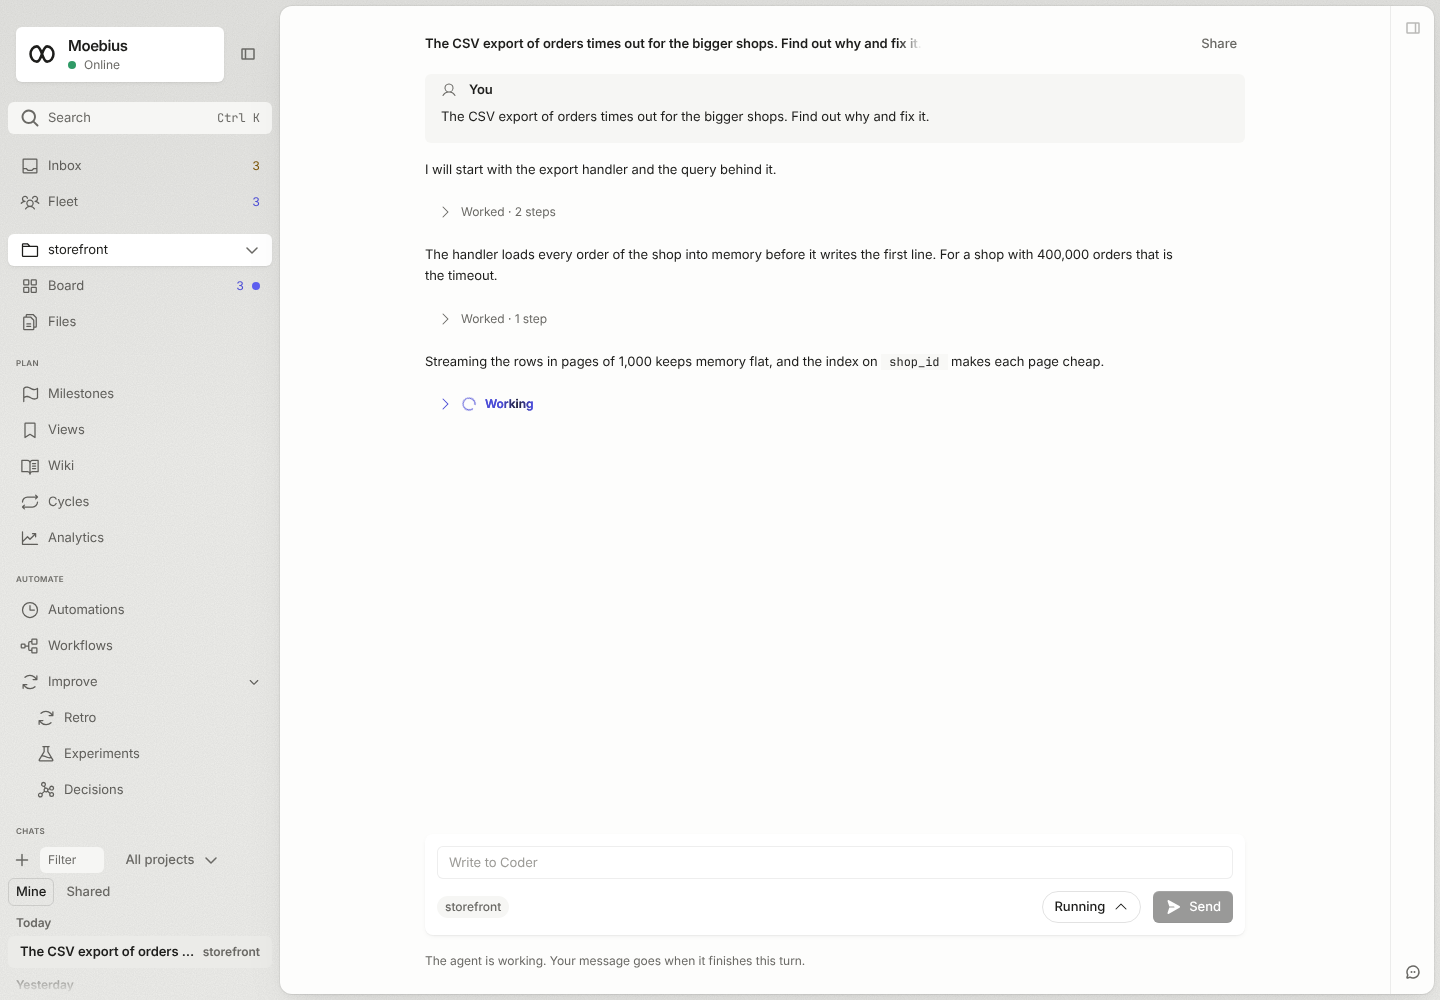 Moebius
Online
Search Ctrl K
Inbox 3
Fleet 3
storefront
Board 3
Files
PLAN
Milestones
Views
Wiki
Cycles
Analytics
AUTOMATE
Automations
Workflows
Improve
Retro
Experiments
Decisions
CHATS
Filter All projects
Mine Shared
Today
The CSV export of orders ... storefront
Yesterday
The CSV export of orders times out for the bigger shops. Find out why and fix it.
Share
You
The CSV export of orders times out for the bigger shops. Find out why and fix it.
I will start with the export handler and the query behind it.
Worked · 2 steps
The handler loads every order of the shop into memory before it writes the first line. For a shop with 400,000 orders that is
the timeout.
Worked · 1 step
Streaming the rows in pages of 1,000 keeps memory flat, and the index on shop_id makes each page cheap.
Working
Write to Coder
storefront
Running
Send
The agent is working. Your message goes when it finishes this turn.